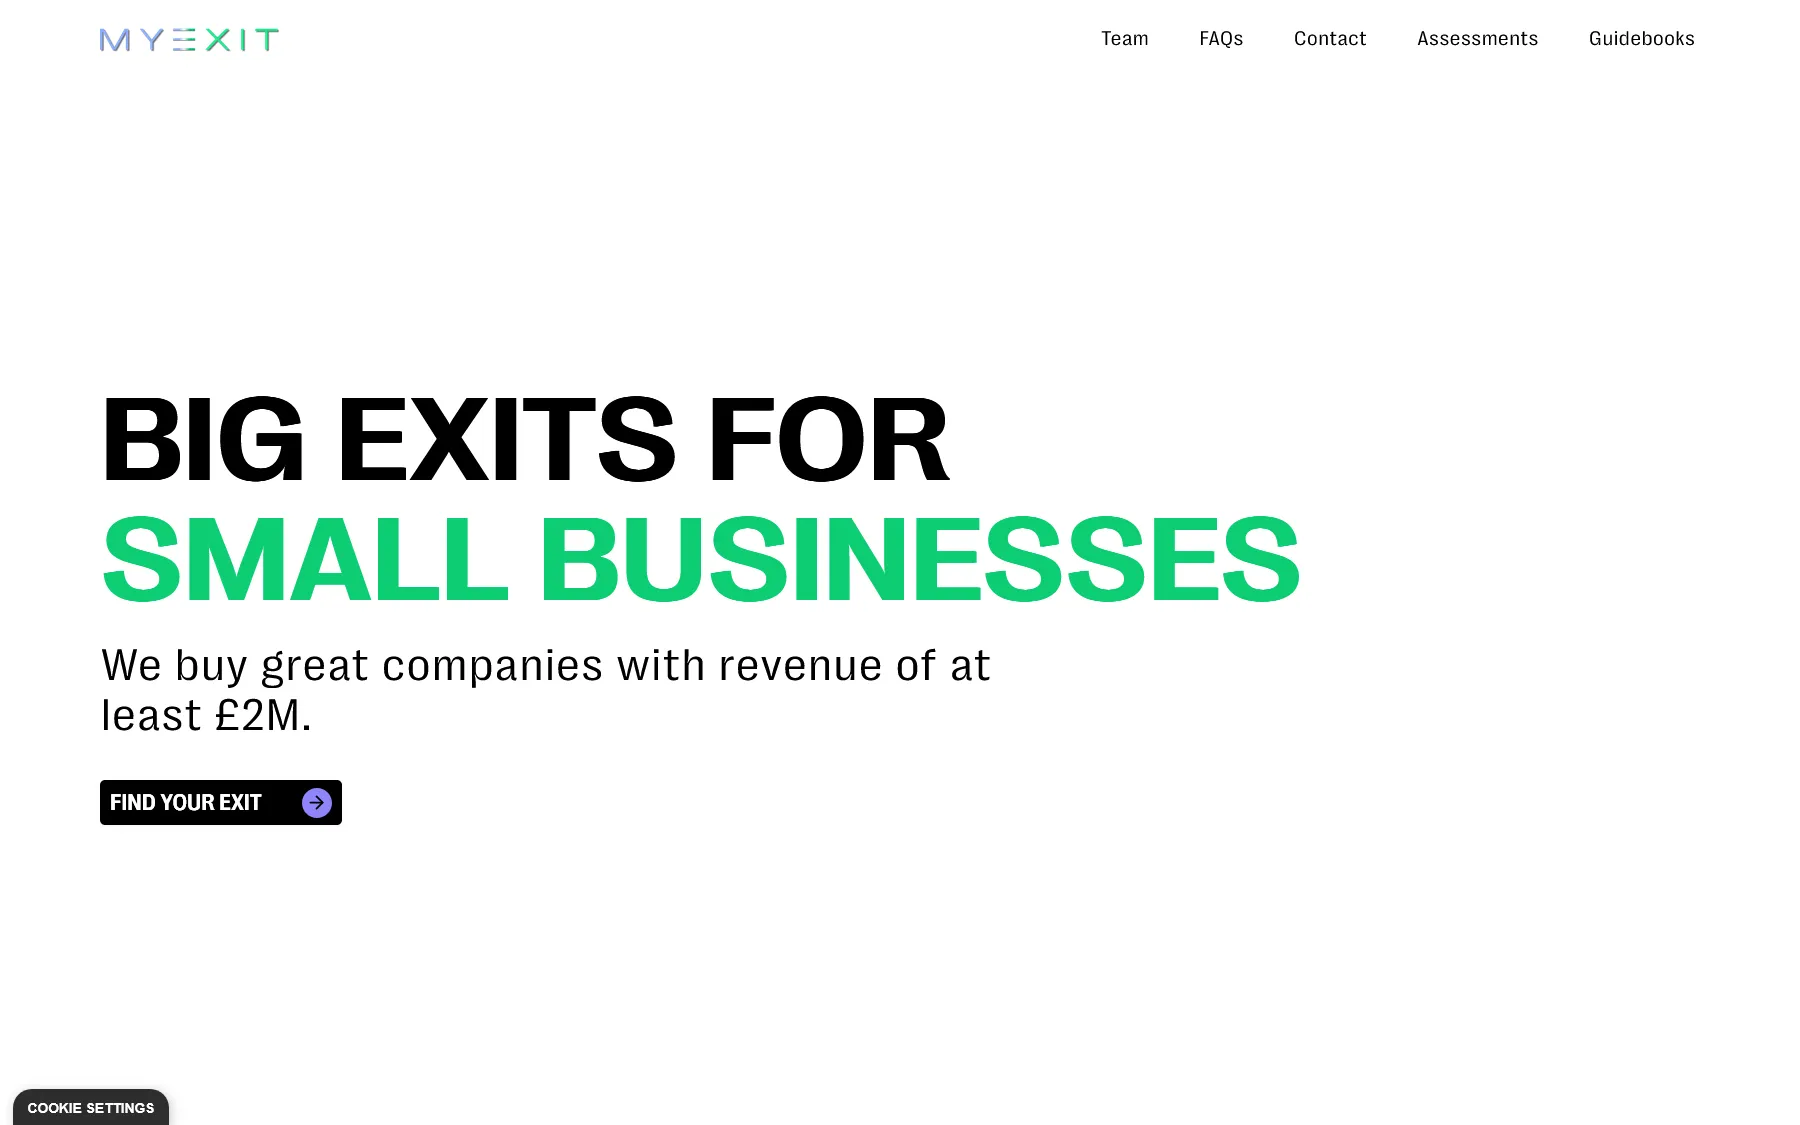 MYEXIT
Team
FAQs
Contact
Assessments
Guidebooks
BIG EXITS FOR
SMALL BUSINESSES
We buy great companies with revenue of at
least £2M.
FIND YOUR EXIT
COOKIE SETTINGS